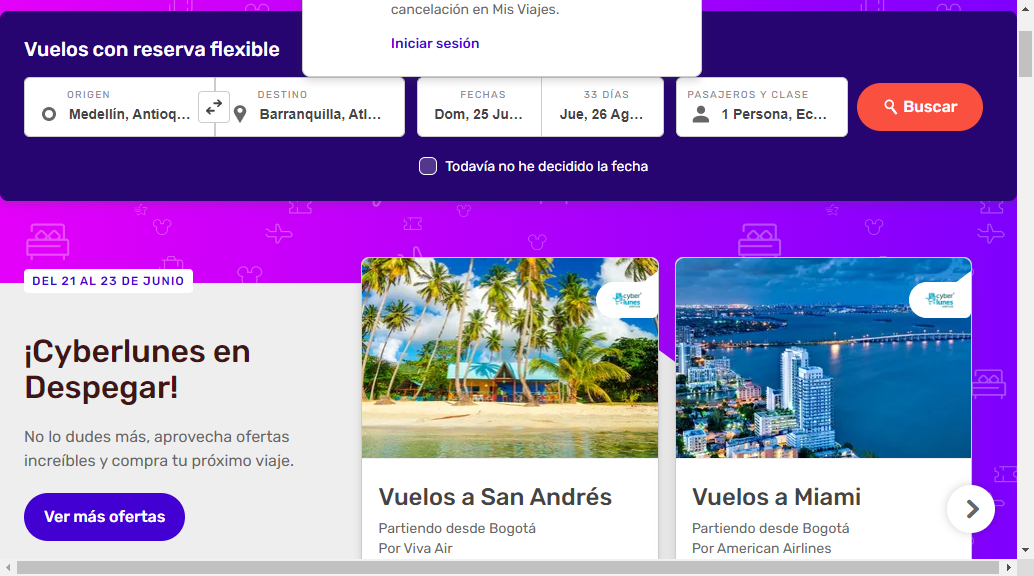 cancelación en Mis Viajes.
Iniciar sesión
Vuelos con reserva flexible
ORIGEN
Medellín, Antioq...
DESTINO
Barranquilla, Atl...
FECHAS
Dom, 25 Ju...
33 DÍAS
Jue, 26 Ag...
PASAJEROS Y CLASE
1 Persona, Ec...
Buscar
Todavía no he decidido la fecha
DEL 21 AL 23 DE JUNIO
¡Cyberlunes en
Despegar!
No lo dudes más, aprovecha ofertas
increíbles y compra tu próximo viaje.
Ver más ofertas
cyber
lunes
Vuelos a San Andrés
Partiendo desde Bogotá
Por Viva Air
cyber
lunes
Vuelos a Miami
Partiendo desde Bogotá
Por American Airlines